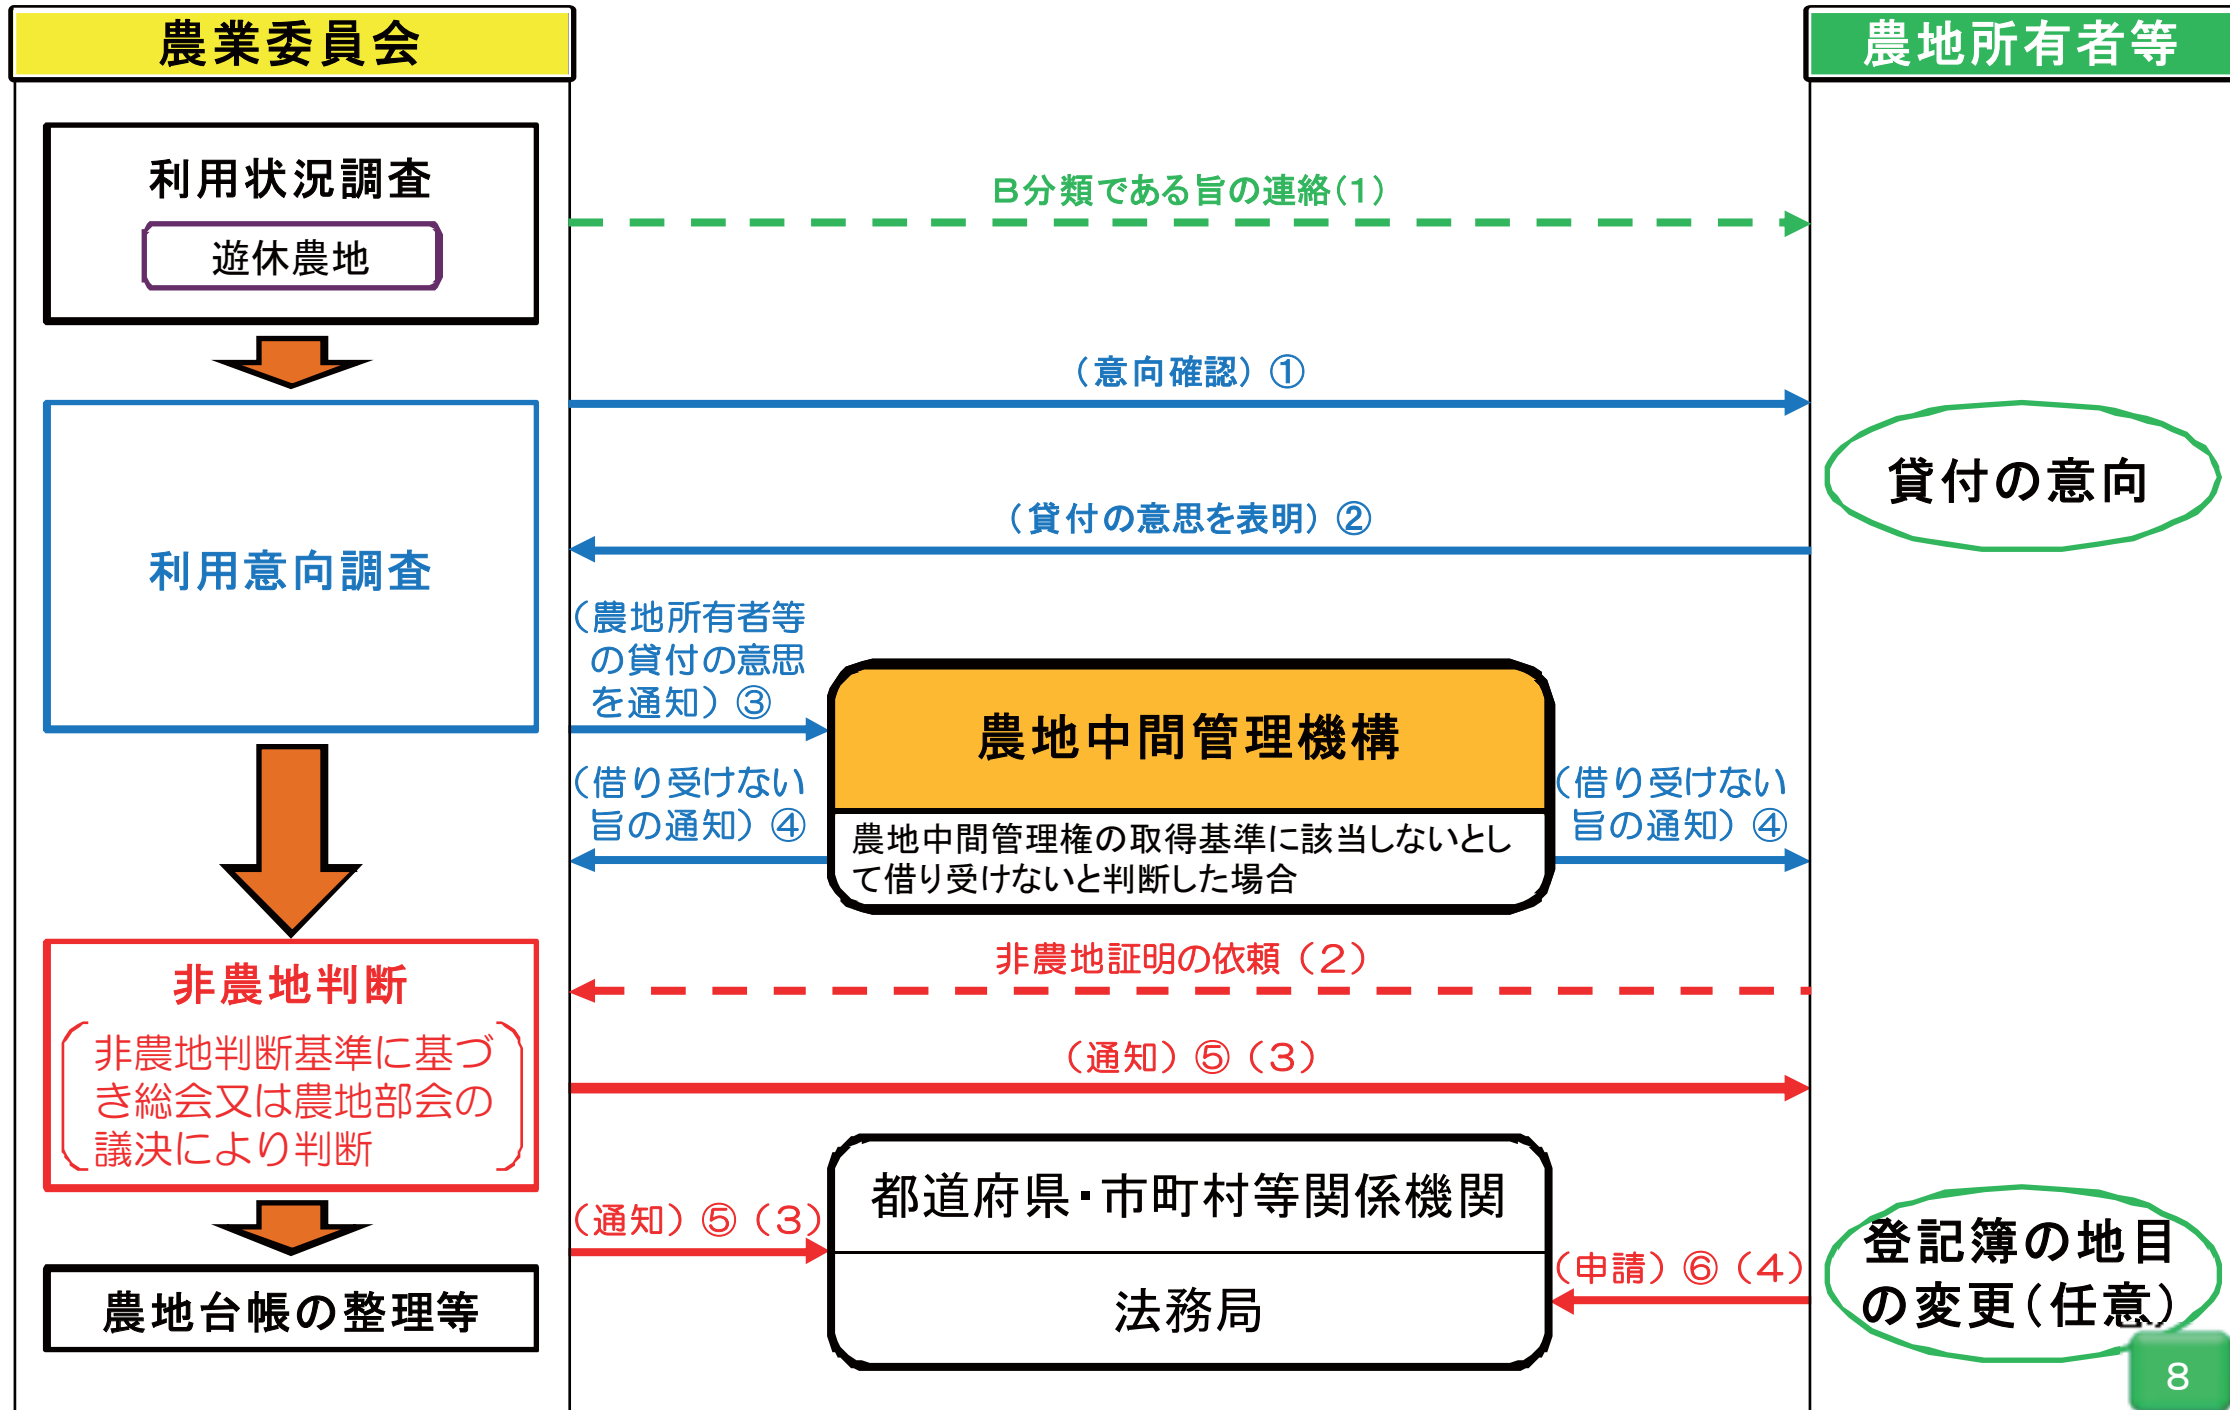 農業委員会
農地所有者等
利用状況調査
遊休農地
B分類である旨の連絡(1)
(意向確認)①
貸付の意向
(貸付の意思を表明)②
利用意向調査
(農地所有者等
の貸付の意思
を通知)③
農地中間管理機構
農地中間管理権の取得基準に該当しないとし
て借り受けないと判断した場合
(借り受けない
旨の通知)④
(借り受けない
旨の通知)④
非農地証明の依頼(2)
非農地判断
非農地判断基準に基づ
き総会又は農地部会の
議決により判断
(通知)⑤(3)
(通知)⑤(3)
都道府県・市町村等関係機関
法務局
(申請)⑥(4)
登記簿の地目
の変更(任意)
農地台帳の整理等
8